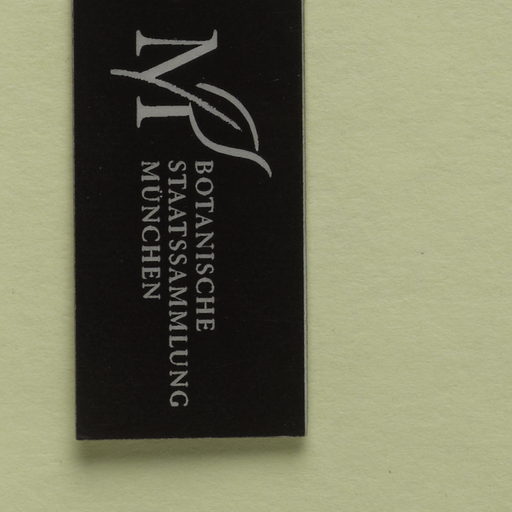 M
BOTANISCHE
STAATSSAMMLUNG
MÜNCHEN